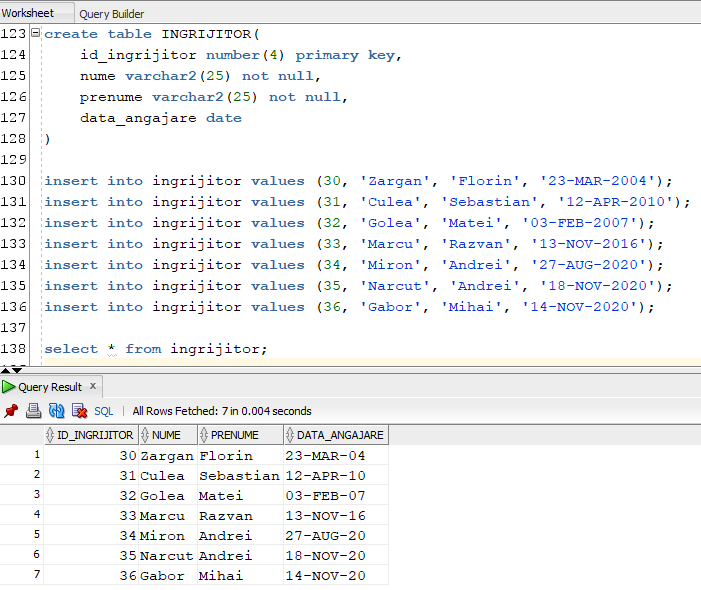 Worksheet Query Builder
123 create table INGRIJITOR(
124 id_ingrijitor number(4) primary key,
125 nume varchar2(25) not null,
126 prenume varchar2(25) not null,
127 data_angajare date
128 )
129
130 insert into ingrijitor values (30, 'Zargan', 'Florin', '23-MAR-2004');
131 insert into ingrijitor values (31, 'Culea', 'Sebastian', '12-APR-2010');
132 insert into ingrijitor values (32, 'Golea', 'Matei', '03-FEB-2007');
133 insert into ingrijitor values (33, 'Marcu', 'Razvan', '13-NOV-2016');
134 insert into ingrijitor values (34, 'Miron', 'Andrei', '27-AUG-2020');
135 insert into ingrijitor values (35, 'Narcut', 'Andrei', '18-NOV-2020');
136 insert into ingrijitor values (36, 'Gabor', 'Mihai', '14-NOV-2020');
137
138 select * from ingrijitor;
Query Result x
SQL | All Rows Fetched: 7 in 0.004 seconds
ID_INGRIJITOR NUME PRENUME DATA_ANGAJARE
1 30 Zargan Florin 23-MAR-04
2 31 Culea Sebastian 12-APR-10
3 32 Golea Matei 03-FEB-07
4 33 Marcu Razvan 13-NOV-16
5 34 Miron Andrei 27-AUG-20
6 35 Narcut Andrei 18-NOV-20
7 36 Gabor Mihai 14-NOV-20